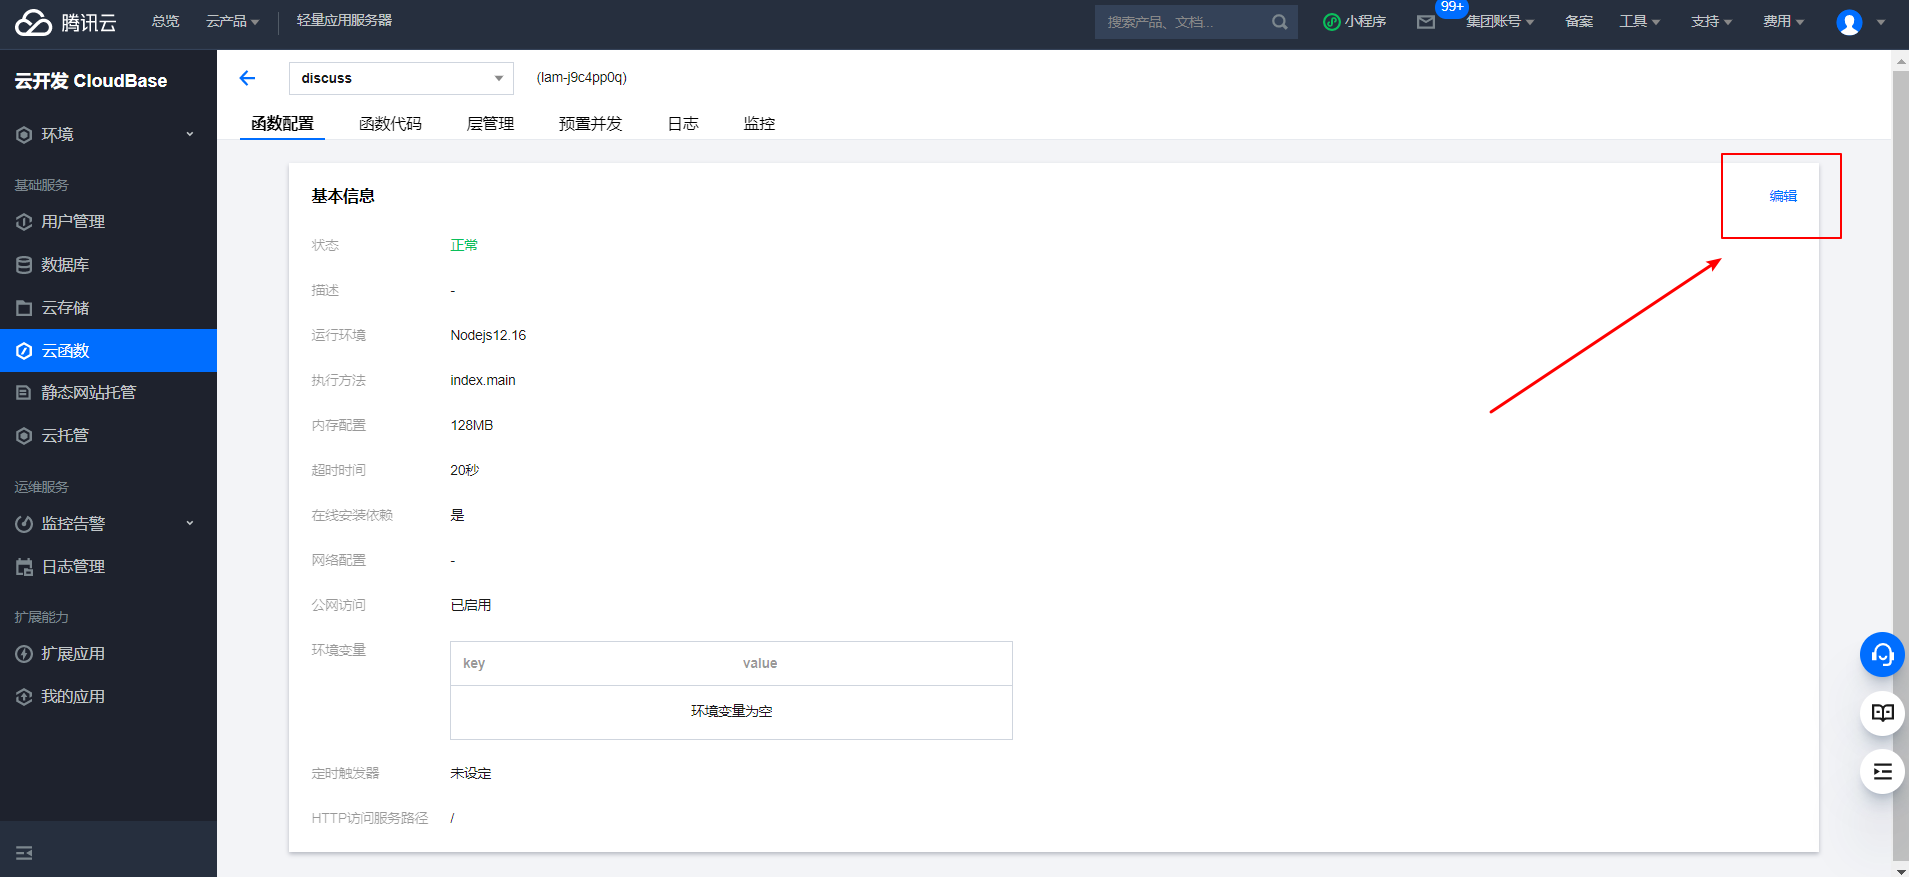 腾讯云 总览 云产品 轻量应用服务器 搜索产品、文档... 小程序 99+ 集团账号 备案 工具 支持 费用
云开发 CloudBase
环境
基础服务
用户管理
数据库
云存储
云函数
静态网站托管
云托管
运维服务
监控告警
日志管理
扩展能力
扩展应用
我的应用
discuss (lam-j9c4pp0q)
函数配置 函数代码 层管理 预置并发 日志 监控
基本信息 编辑
状态 正常
描述 -
运行环境 Nodejs12.16
执行方法 index.main
内存配置 128MB
超时时间 20秒
在线安装依赖 是
网络配置 -
公网访问 已启用
环境变量 key value
环境变量为空
定时触发器 未设定
HTTP访问服务路径 /